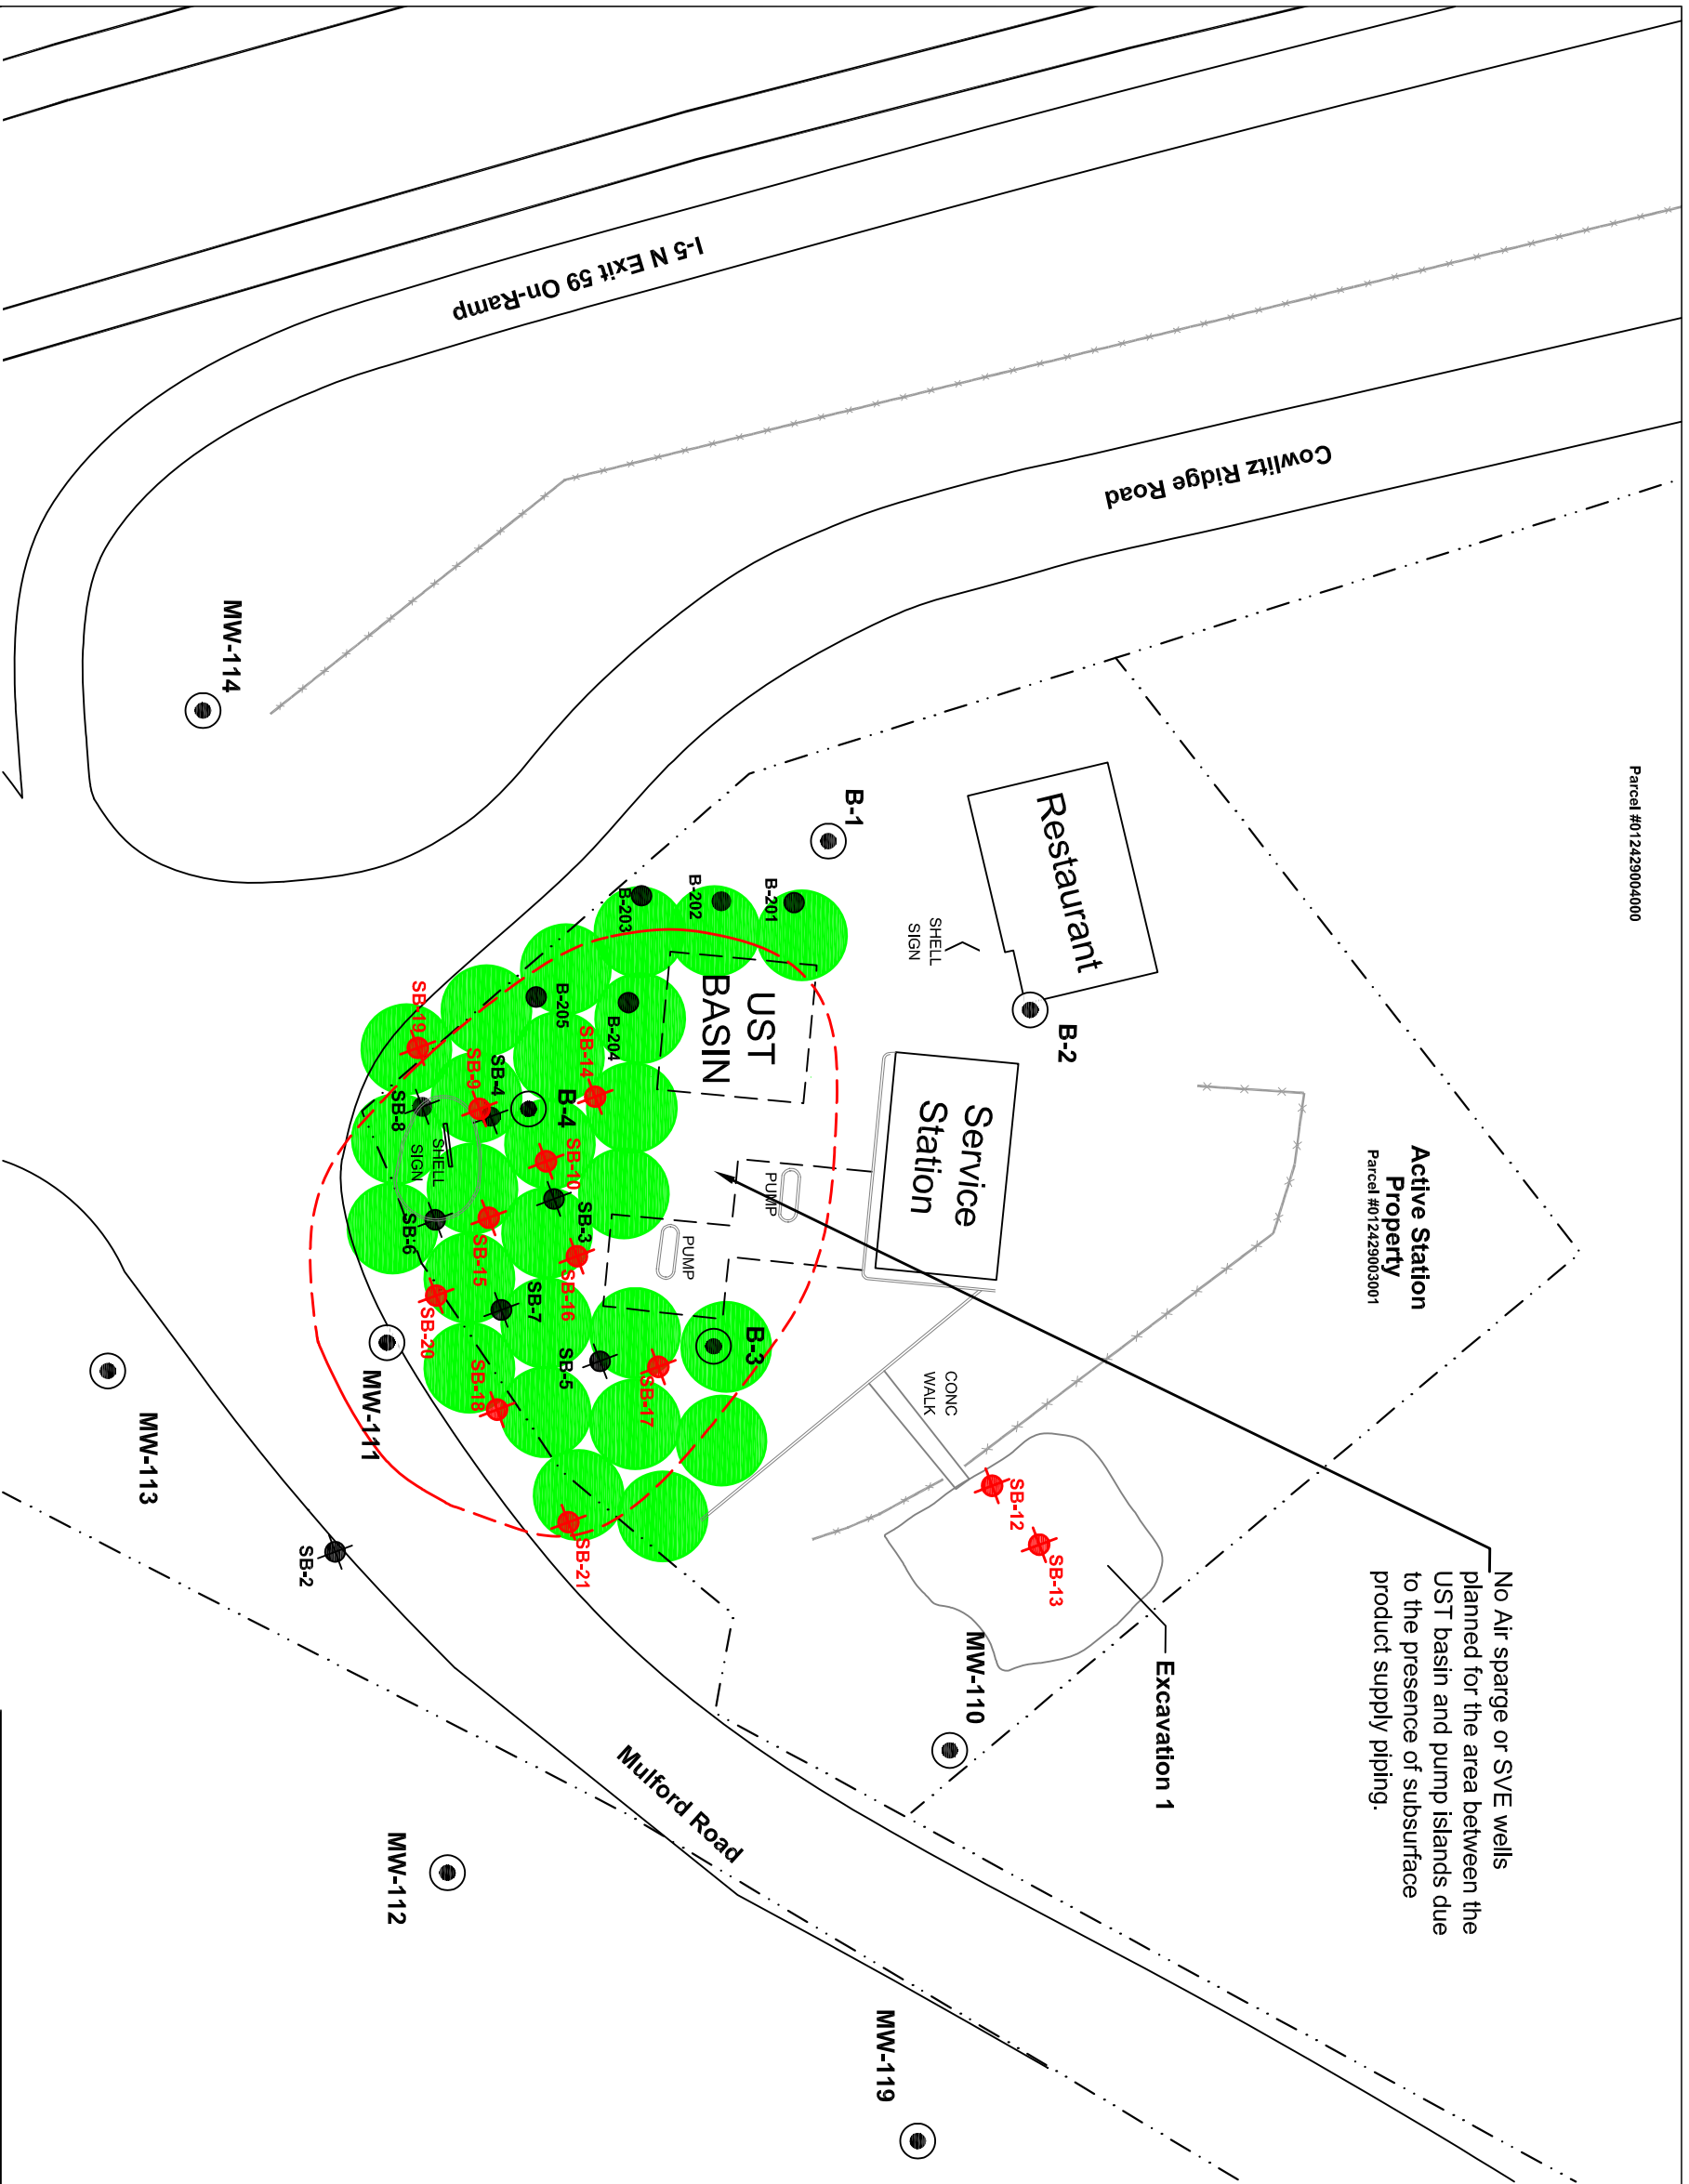 Parcel #012429004000
No Air sparge or SVE wells
planned for the area between the
UST basin and pump islands due
to the presence of subsurface
product supply piping.
Active Station
Property
Parcel #012429003001
Cowlitz Ridge Road
I-5 N Exit 59 On-Ramp
Excavation 1
Restaurant
B-2
SHELL
SIGN
Service
Station
CONC
WALK
SB-12
SB-13
MW-110
MW-119
B-1
B-201
B-202
B-203
B-204
B-205
UST
BASIN
PUMP
PUMP
B-3
SB-14
B-4
SB-10
SB-3
SB-16
SB-17
SB-5
SB-7
SB-21
SB-4
SB-9
SB-15
SB-18
SB-19
SB-8
SHELL
SIGN
SB-6
SB-20
MW-111
Mulford Road
MW-112
SB-2
MW-114
MW-113